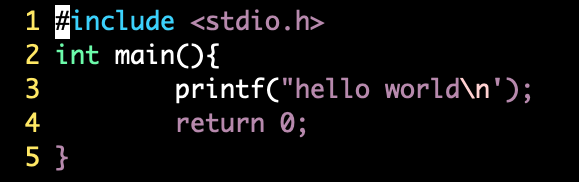 1 #include <stdio.h>
2 int main(){
3         printf("hello world\n');
4         return 0;
5 }